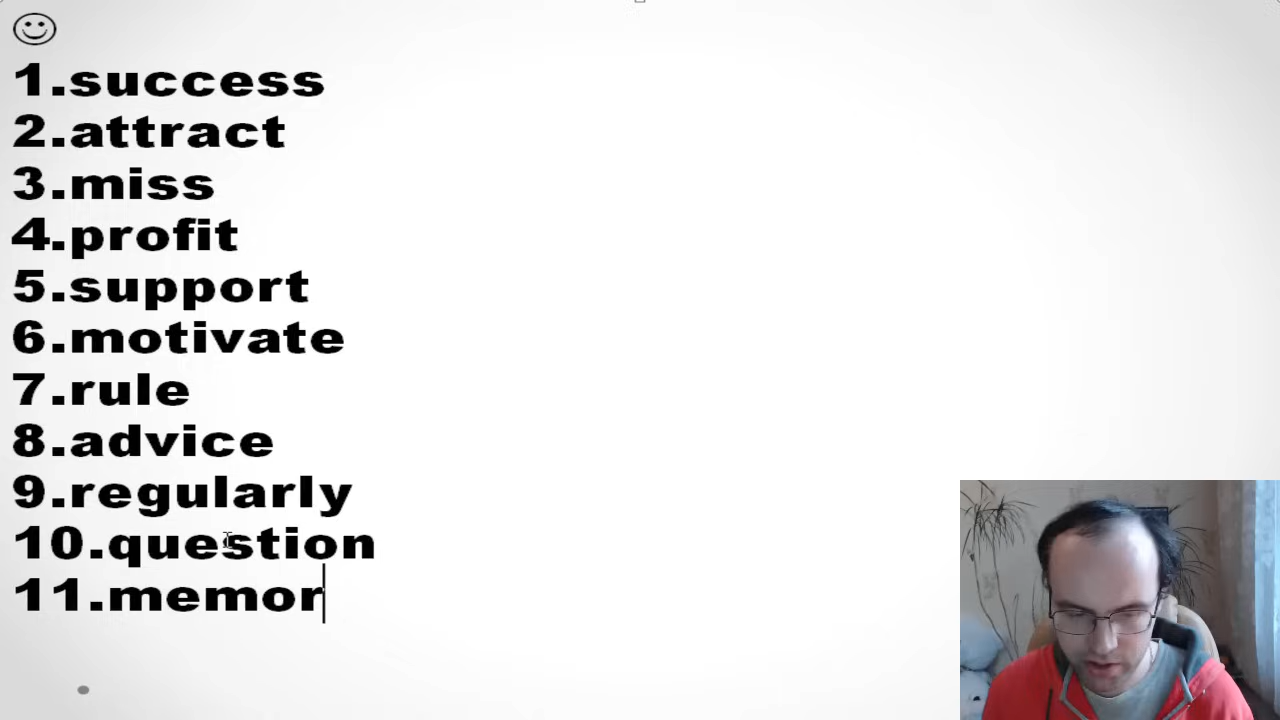 1.success
2.attract
3.miss
4.profit
5.support
6.motivate
7.rule
8.advice
9.regularly
10.question
11.memor